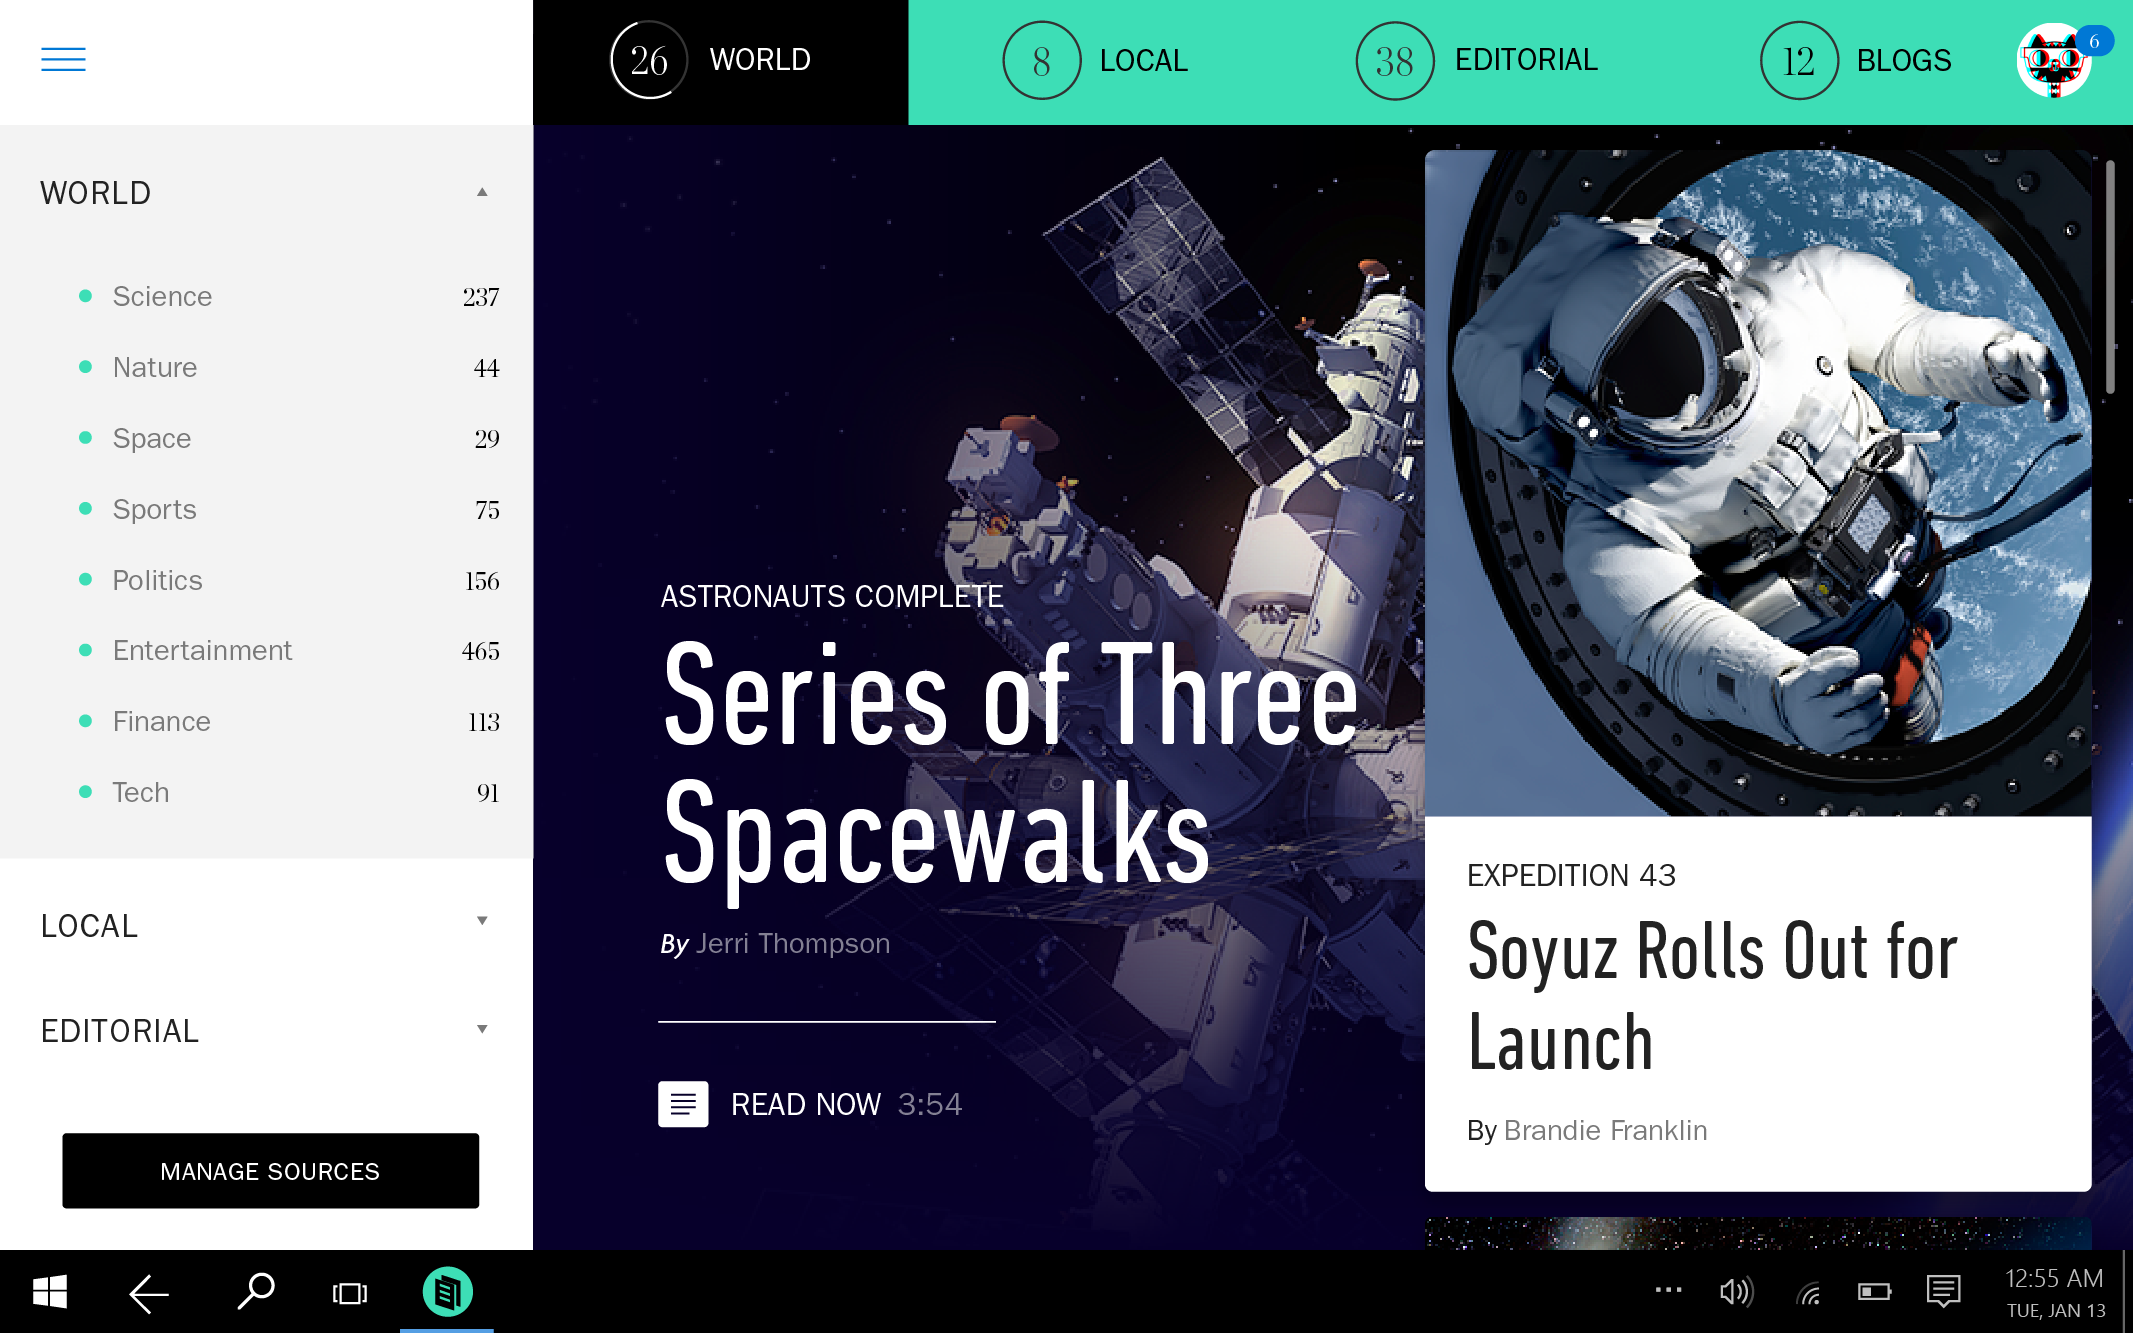 26 WORLD
8 LOCAL
38 EDITORIAL
12 BLOGS
6
WORLD
Science 237
Nature 44
Space 29
Sports 75
Politics 156
Entertainment 465
Finance 113
Tech 91
LOCAL
EDITORIAL
MANAGE SOURCES
ASTRONAUTS COMPLETE
Series of Three
Spacewalks
By Jerri Thompson
READ NOW 3:54
EXPEDITION 43
Soyuz Rolls Out for
Launch
By Brandie Franklin
12:55 AM
TUE, JAN 13